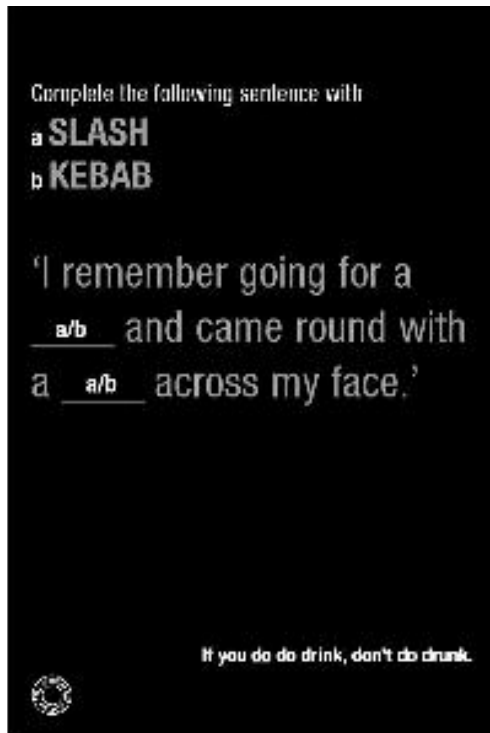 Complete the following sentence with
a SLASH
b KEBAB
'I remember going for a
a/b and came round with
a a/b across my face.'
If you do do drink, don't do drunk.